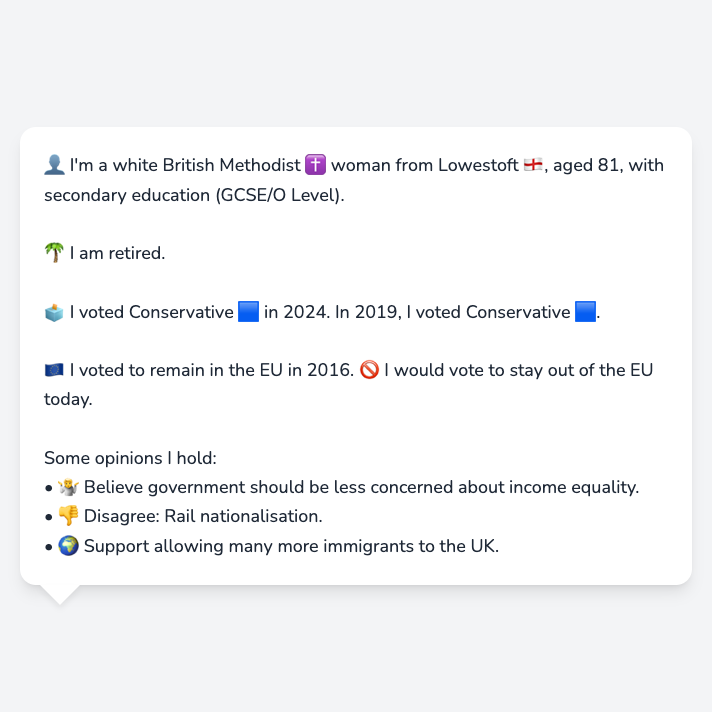 👤 I'm a white British Methodist ✝️ woman from Lowestoft 🏴󠁧󠁢󠁥󠁮󠁧󠁿, aged 81, with
secondary education (GCSE/O Level).
🌴 I am retired.
🗳️ I voted Conservative 🟦 in 2024. In 2019, I voted Conservative 🟦.
🇪🇺 I voted to remain in the EU in 2016. 🚫 I would vote to stay out of the EU
today.
Some opinions I hold:
• 🤷 Believe government should be less concerned about income equality.
• 👎 Disagree: Rail nationalisation.
• 🌍 Support allowing many more immigrants to the UK.